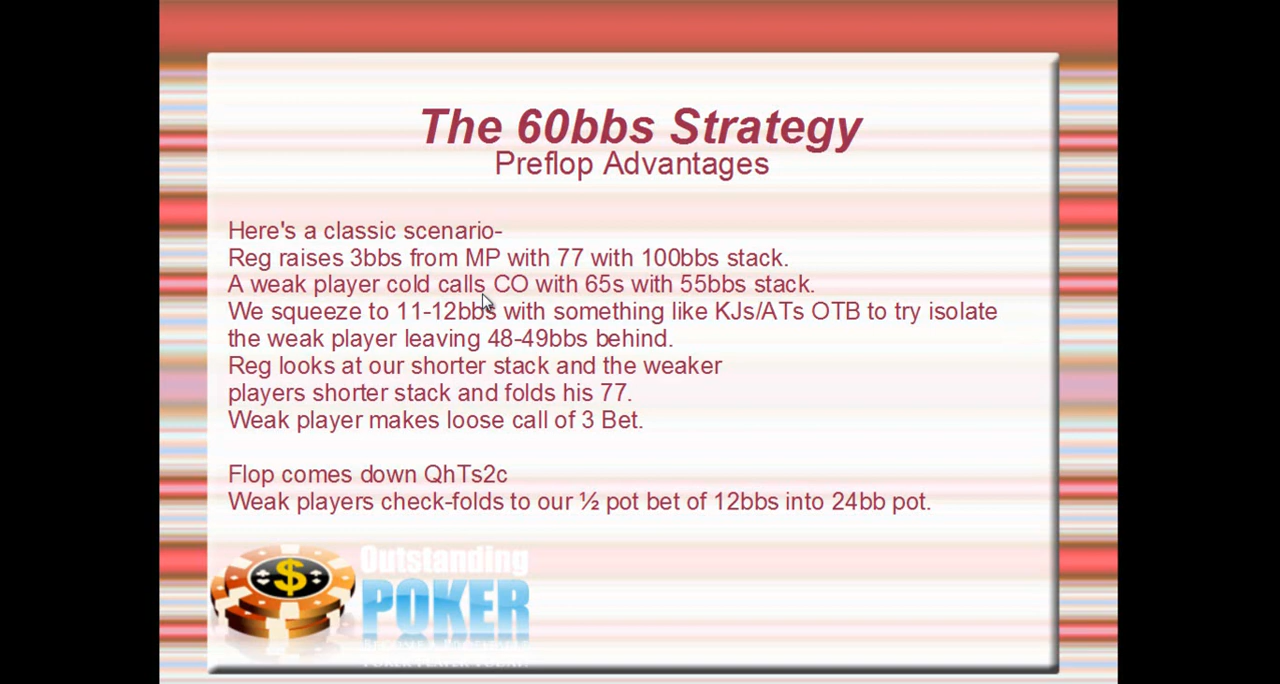 The 60bbs Strategy
Preflop Advantages
Here's a classic scenario-
Reg raises 3bbs from MP with 77 with 100bbs stack.
A weak player cold calls CO with 65s with 55bbs stack.
We squeeze to 11-12bbs with something like KJs/ATs OTB to try isolate
the weak player leaving 48-49bbs behind.
Reg looks at our shorter stack and the weaker
players shorter stack and folds his 77.
Weak player makes loose call of 3 Bet.
Flop comes down QhTs2c
Weak players check-folds to our ½ pot bet of 12bbs into 24bb pot.
$
Outstanding
POKER